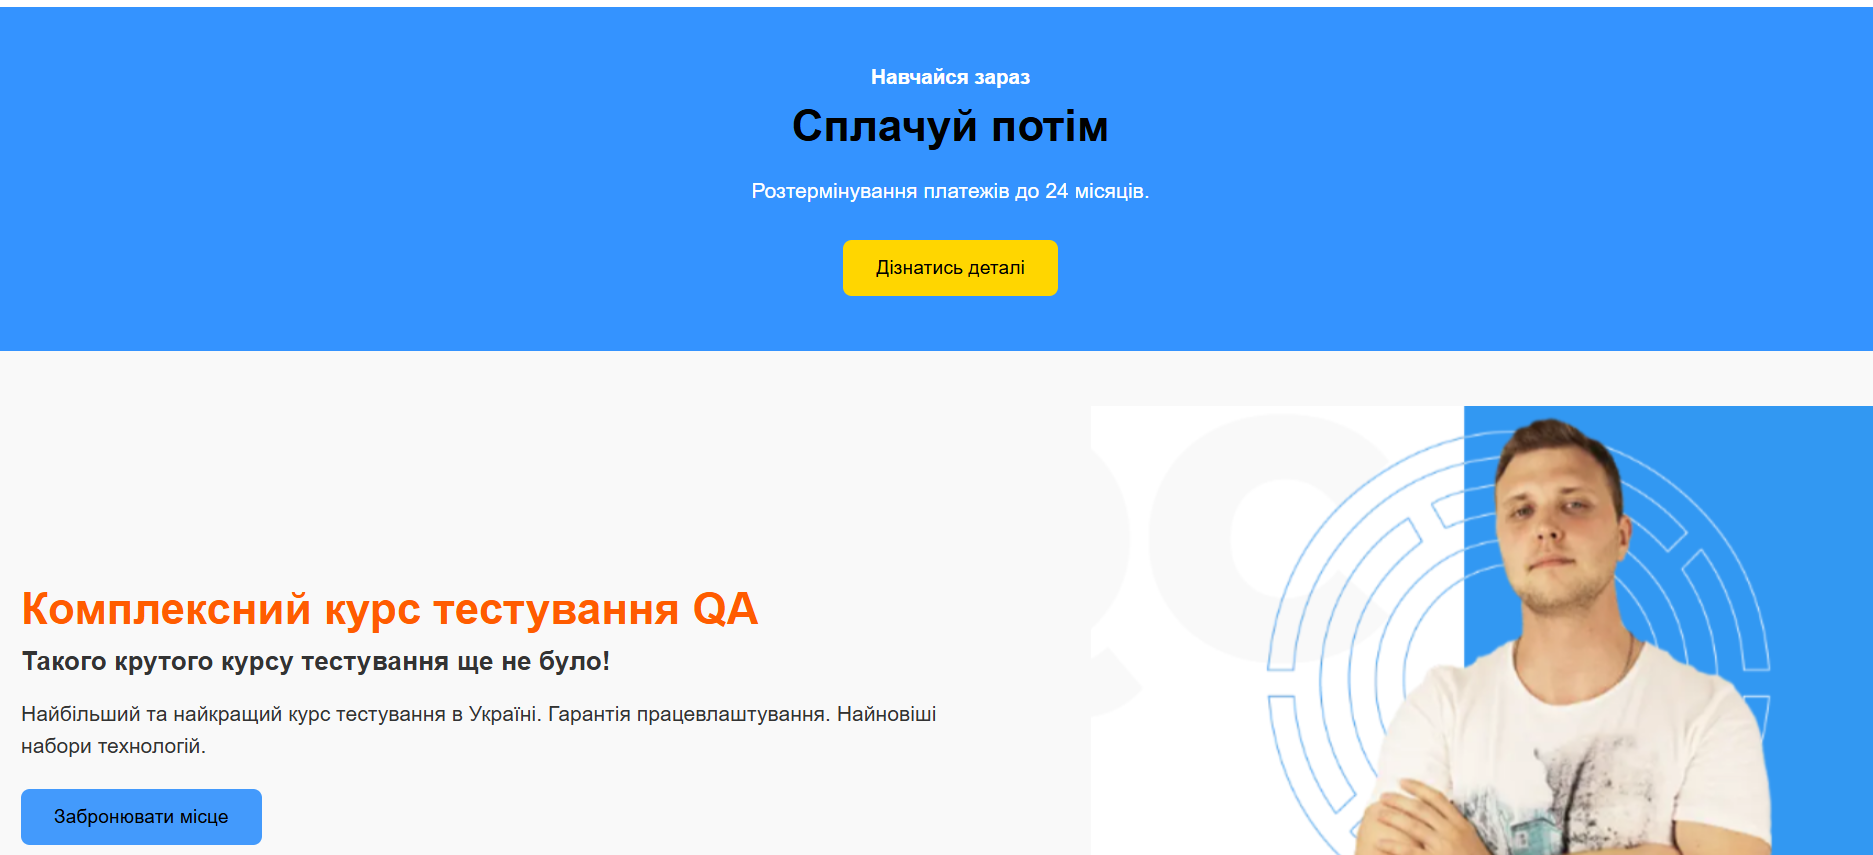 Навчайся зараз
Сплачуй потім
Розтермінування платежів до 24 місяців.
Дізнатись деталі
Комплексний курс тестування QA
Такого крутого курсу тестування ще не було!
Найбільший та найкращий курс тестування в Україні. Гарантія працевлаштування. Найновіші
набори технологій.
Забронювати місце